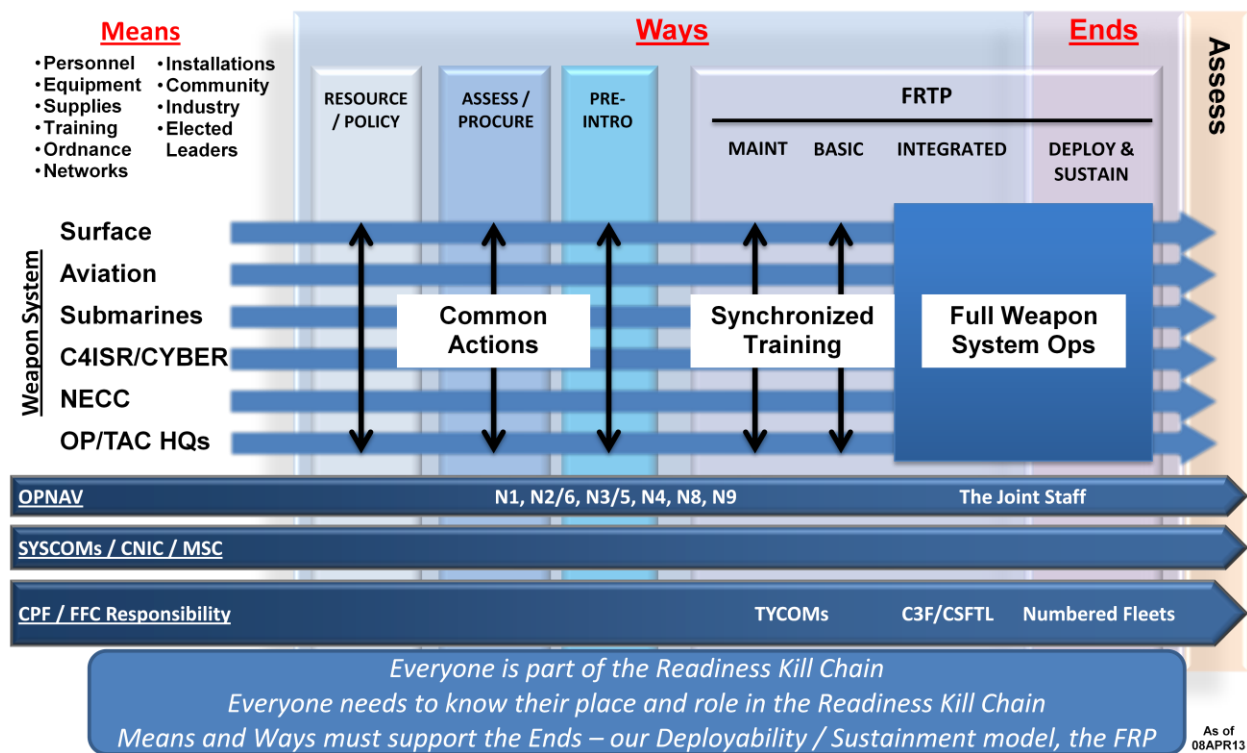 Means
• Personnel
• Equipment
• Supplies
• Training
• Ordnance
• Networks
• Installations
• Community
• Industry
• Elected
Leaders
Ways
Ends
Assess
RESOURCE
/ POLICY
ASSESS /
PROCURE
PRE-
INTRO
FRTP
MAINT
BASIC
INTEGRATED
DEPLOY &
SUSTAIN
Weapon System
Surface
Aviation
Submarines
C4ISR/CYBER
NECC
OP/TAC HQs
Common
Actions
Synchronized
Training
Full Weapon
System Ops
OPNAV
N1, N2/6, N3/5, N4, N8, N9
The Joint Staff
SYSCOMs / CNIC / MSC
CPF / FFC Responsibility
TYCOMs
C3F/CSFTL
Numbered Fleets
Everyone is part of the Readiness Kill Chain
Everyone needs to know their place and role in the Readiness Kill Chain
Means and Ways must support the Ends – our Deployability / Sustainment model, the FRP
As of
08APR13